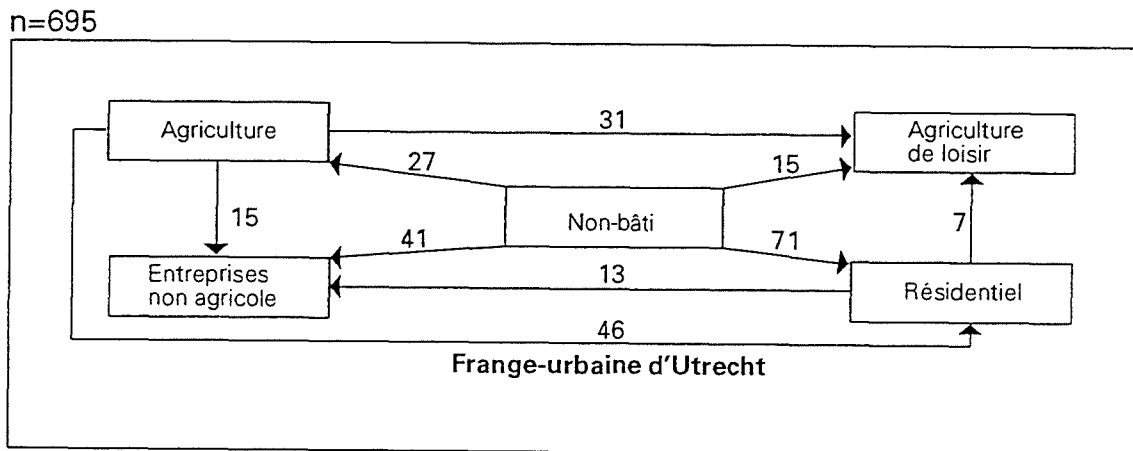 n=695
Agriculture
31
Agriculture
de loisir
27
15
Non-bâti
15
7
41
71
Entreprises
non agricole
13
Résidentiel
46
Frange-urbaine d'Utrecht